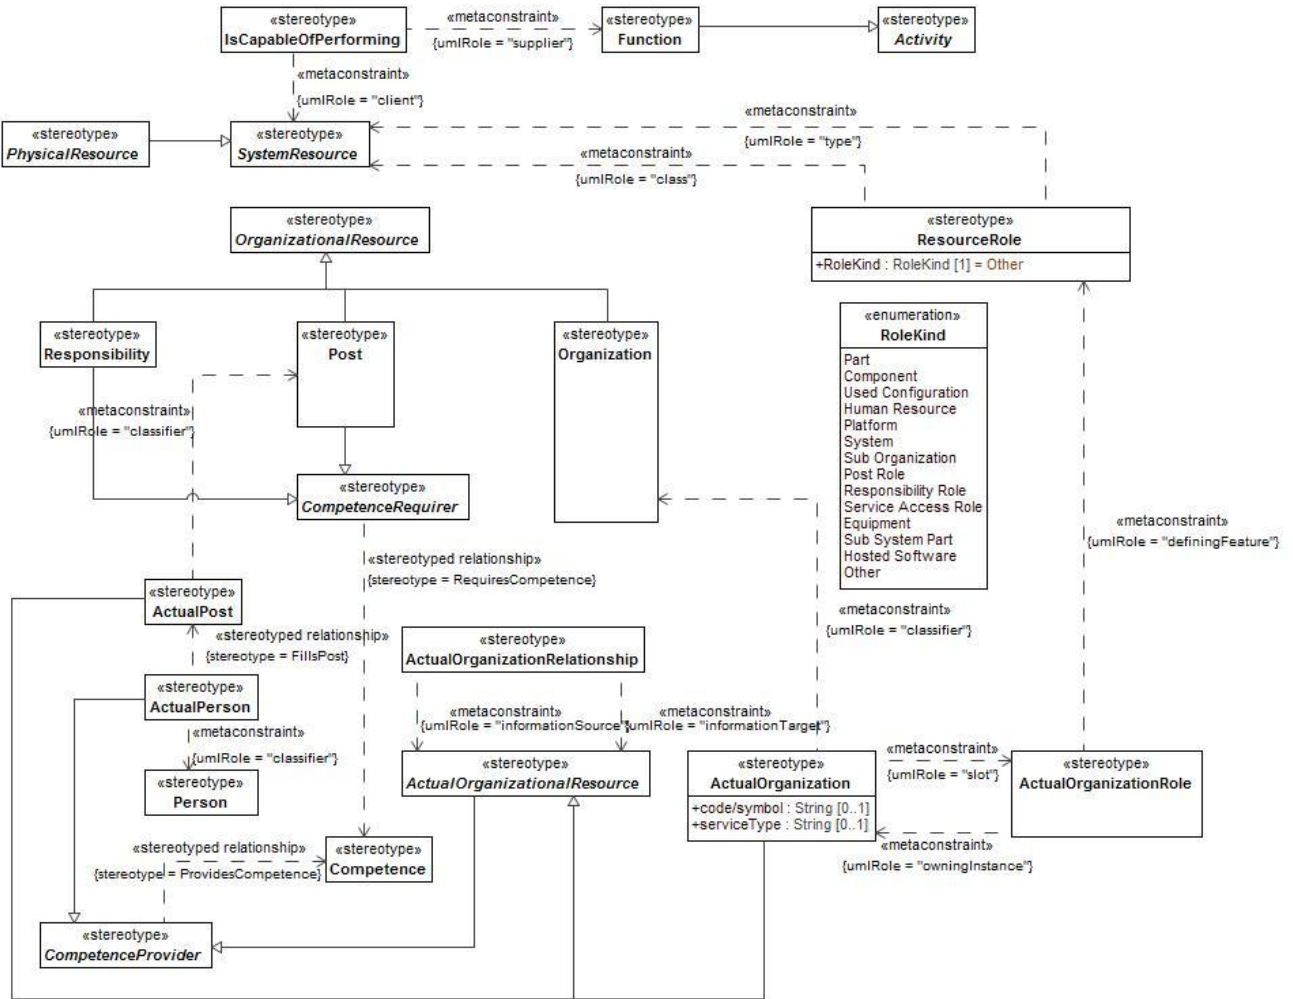 «stereotype»
IsCapableOfPerforming
«metaconstraint»
{umlRole = "supplier"}
«stereotype»
Function
«stereotype»
Activity
«metaconstraint»
{umlRole = "client"}
«stereotype»
PhysicalResource
«stereotype»
SystemResource
«metaconstraint»
{umlRole = "type"}
«metaconstraint»
{umlRole = "class"}
«stereotype»
OrganizationalResource
«stereotype»
ResourceRole
+RoleKind : RoleKind [1] = Other
«stereotype»
Responsibility
«stereotype»
Post
«stereotype»
Organization
«enumeration»
RoleKind
Part
Component
Used Configuration
Human Resource
Platform
System
Sub Organization
Post Role
Responsibility Role
Service Access Role
Equipment
Sub System Part
Hosted Software
Other
«metaconstraint»
{umlRole = "classifier"}
«stereotype»
CompetenceRequirer
«metaconstraint»
{umlRole = "definingFeature"}
«stereotyped relationship»
{stereotype = RequiresCompetence}
«stereotype»
ActualPost
«stereotyped relationship»
{stereotype = FillsPost}
«stereotype»
ActualOrganizationRelationship
«metaconstraint»
{umlRole = "classifier"}
«stereotype»
ActualPerson
«metaconstraint»
{umlRole = "classifier"}
«metaconstraint»
{umlRole = "informationSource"}
«metaconstraint»
{umlRole = "informationTarget"}
«stereotype»
Person
«stereotype»
ActualOrganizationalResource
«stereotype»
ActualOrganization
+code/symbol : String [0..1]
+serviceType : String [0..1]
«metaconstraint»
{umlRole = "slot"}
«stereotype»
ActualOrganizationRole
«metaconstraint»
{umlRole = "owningInstance"}
«stereotyped relationship»
{stereotype = ProvidesCompetence}
«stereotype»
Competence
«stereotype»
CompetenceProvider